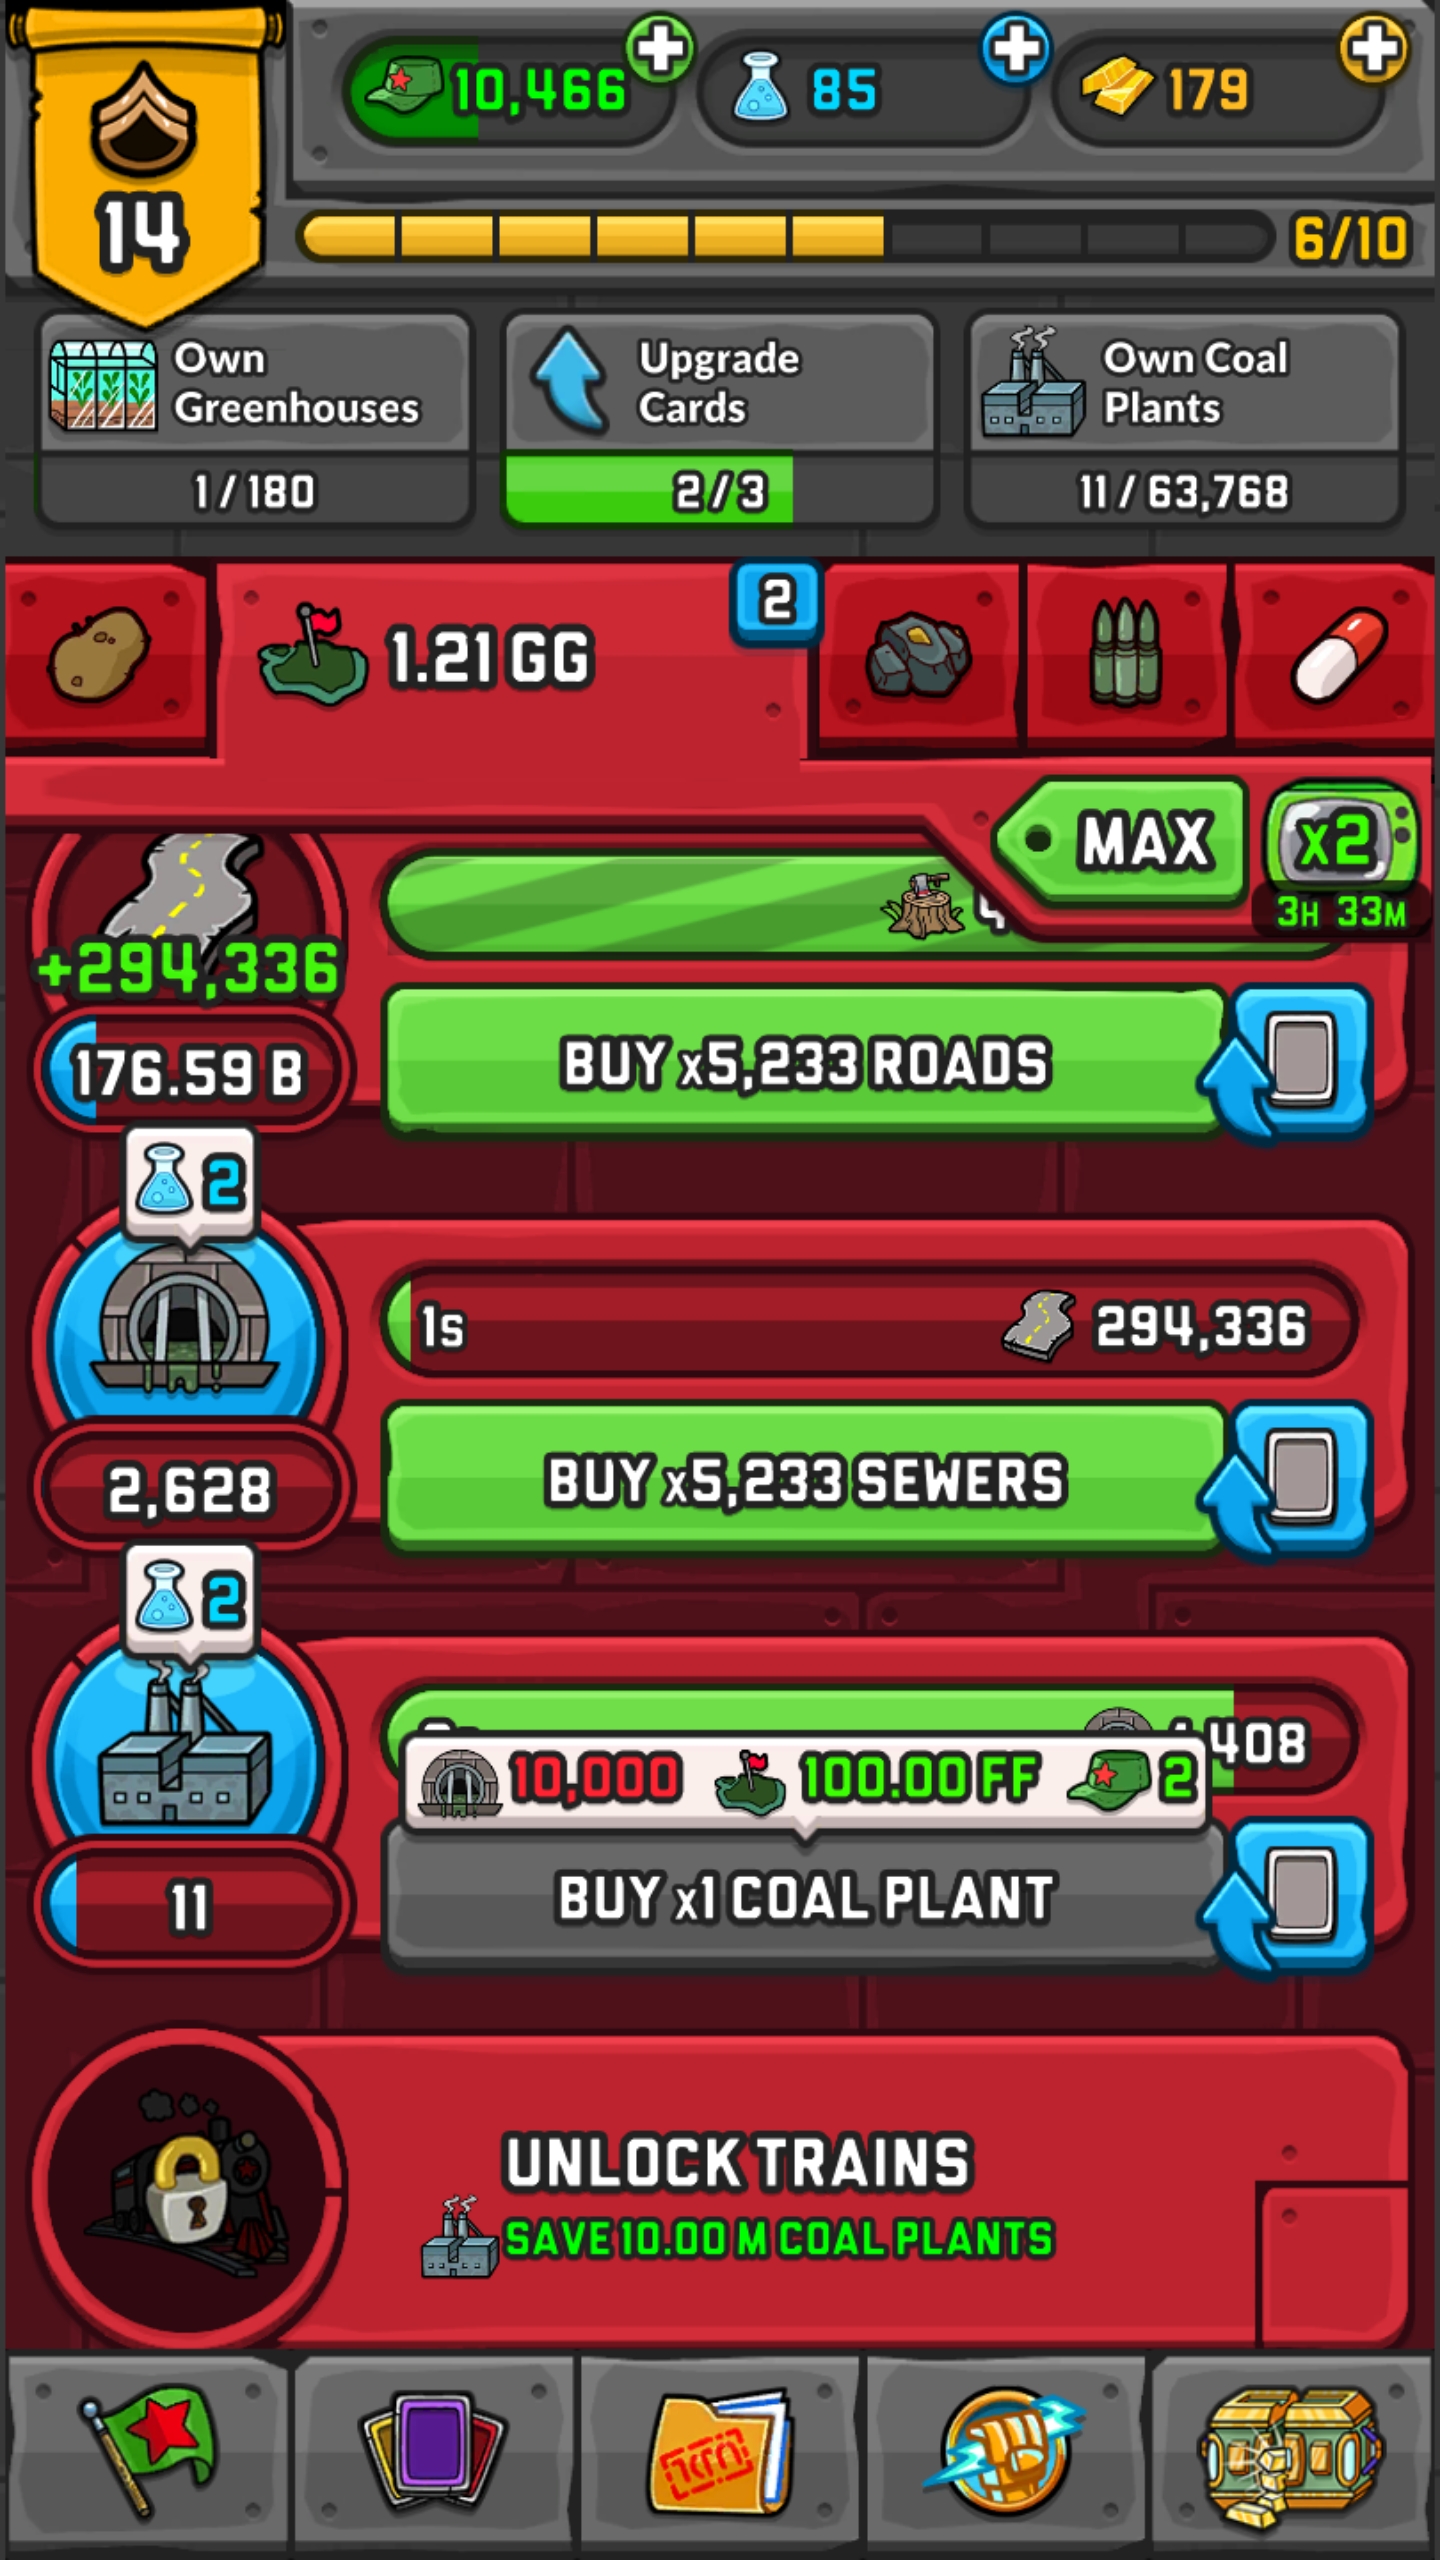 10,466
85
179
14
6/10
Own
Greenhouses
1/180
Upgrade
Cards
2/3
Own Coal
Plants
11/63,768
1.21 GG
2
MAX
x2
3H 33M
+294,336
176.59 B
BUY x5,233 ROADS
2
1s
294,336
2,628
BUY x5,233 SEWERS
2
408
10,000
100.00 FF
2
11
BUY x1 COAL PLANT
UNLOCK TRAINS
SAVE 10.00 M COAL PLANTS